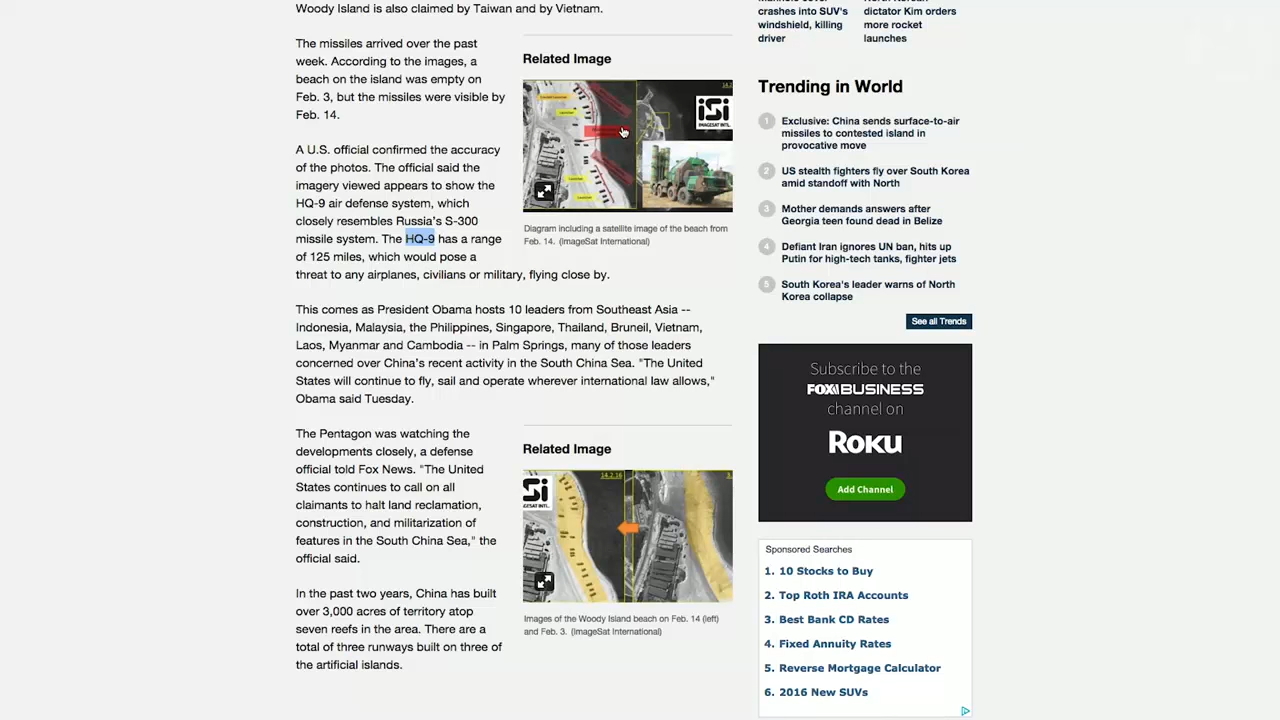 Woody Island is also claimed by Taiwan and by Vietnam.
The missiles arrived over the past
week. According to the images, a
beach on the island was empty on
Feb. 3, but the missiles were visible by
Feb. 14.
A U.S. official confirmed the accuracy
of the photos. The official said the
imagery viewed appears to show the
HQ-9 air defense system, which
closely resembles Russia's S-300
missile system. The HQ-9 has a range
of 125 miles, which would pose a
threat to any airplanes, civilians or military, flying close by.
Related Image
ISI
IMAGESAT INTL.
Diagram including a satellite image of the beach from
Feb. 14. (ImageSat International)
This comes as President Obama hosts 10 leaders from Southeast Asia --
Indonesia, Malaysia, the Philippines, Singapore, Thailand, Bruneil, Vietnam,
Laos, Myanmar and Cambodia -- in Palm Springs, many of those leaders
concerned over China's recent activity in the South China Sea. "The United
States will continue to fly, sail and operate wherever international law allows,"
Obama said Tuesday.
The Pentagon was watching the
developments closely, a defense
official told Fox News. "The United
States continues to call on all
claimants to halt land reclamation,
construction, and militarization of
features in the South China Sea," the
official said.
In the past two years, China has built
over 3,000 acres of territory atop
seven reefs in the area. There are a
total of three runways built on three of
the artificial islands.
Related Image
14.2.16
Images of the Woody Island beach on Feb. 14 (left)
and Feb. 3. (ImageSat International)
crashes into SUV's
windshield, killing
driver
dictator Kim orders
more rocket
launches
Trending in World
1 Exclusive: China sends surface-to-air
missiles to contested island in
provocative move
2 US stealth fighters fly over South Korea
amid standoff with North
3 Mother demands answers after
Georgia teen found dead in Belize
4 Defiant Iran ignores UN ban, hits up
Putin for high-tech tanks, fighter jets
5 South Korea's leader warns of North
Korea collapse
See all Trends
Subscribe to the
FOX BUSINESS
channel on
ROKU
Add Channel
Sponsored Searches
1. 10 Stocks to Buy
2. Top Roth IRA Accounts
3. Best Bank CD Rates
4. Fixed Annuity Rates
5. Reverse Mortgage Calculator
6. 2016 New SUVs